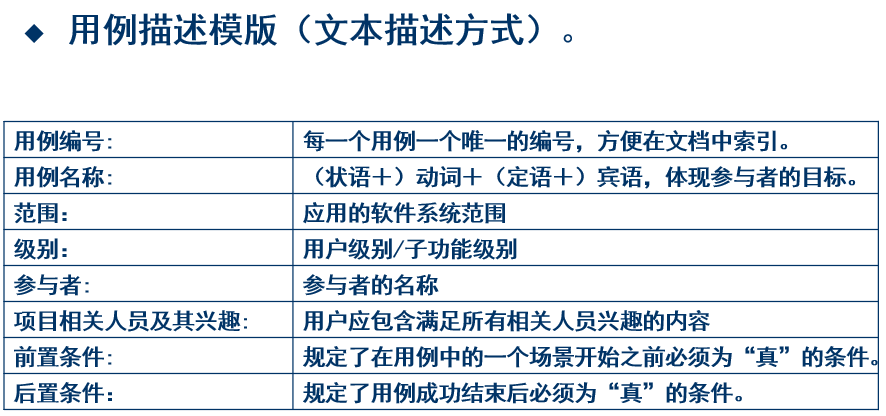 ◆ 用例描述模版（文本描述方式）。
用例编号: 每一个用例一个唯一的编号，方便在文档中索引。
用例名称: （状语＋）动词＋（定语＋）宾语，体现参与者的目标。
范围： 应用的软件系统范围
级别： 用户级别/子功能级别
参与者: 参与者的名称
项目相关人员及其兴趣: 用户应包含满足所有相关人员兴趣的内容
前置条件: 规定了在用例中的一个场景开始之前必须为“真”的条件。
后置条件： 规定了用例成功结束后必须为“真”的条件。